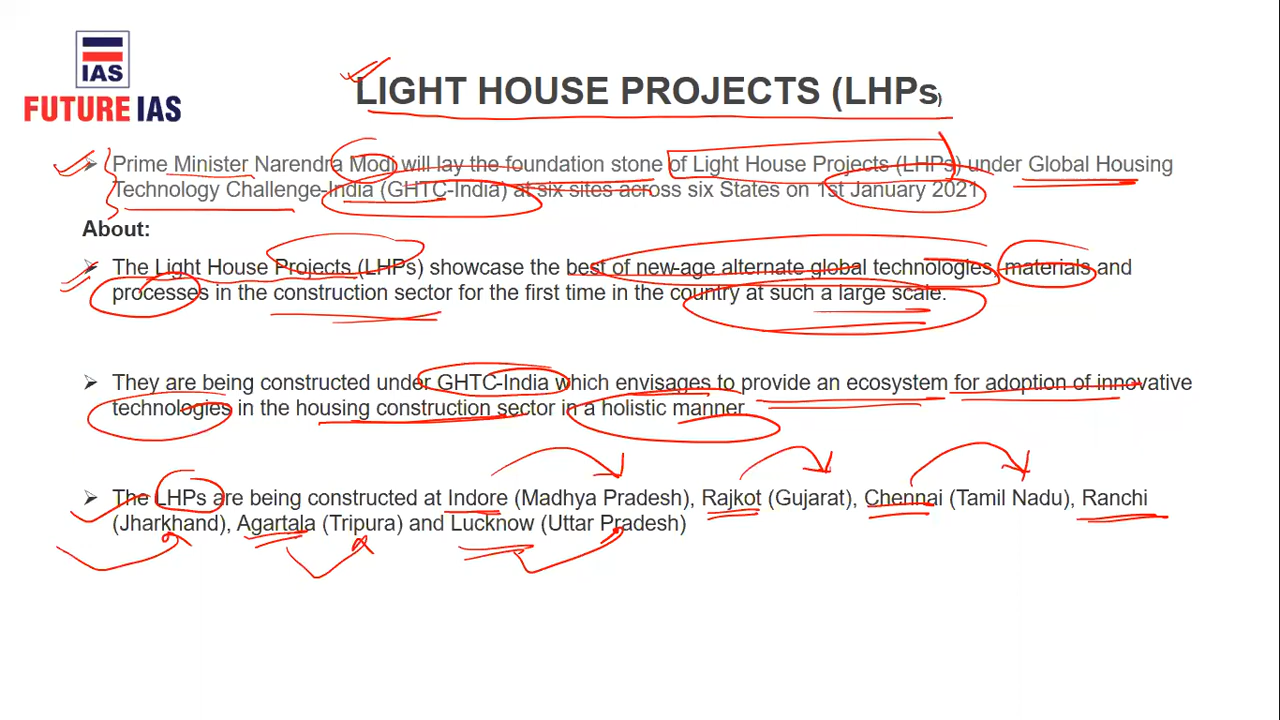 IAS
FUTURE IAS
LIGHT HOUSE PROJECTS (LHPs)
➢ Prime Minister Narendra Modi will lay the foundation stone of Light House Projects (LHPs) under Global Housing
Technology Challenge-India (GHTC-India) at six sites across six States on 1st January 2021
About:
➢ The Light House Projects (LHPs) showcase the best of new-age alternate global technologies, materials and
processes in the construction sector for the first time in the country at such a large scale.
➢ They are being constructed under GHTC-India which envisages to provide an ecosystem for adoption of innovative
technologies in the housing construction sector in a holistic manner.
➢ The LHPs are being constructed at Indore (Madhya Pradesh), Rajkot (Gujarat), Chennai (Tamil Nadu), Ranchi
(Jharkhand), Agartala (Tripura) and Lucknow (Uttar Pradesh)